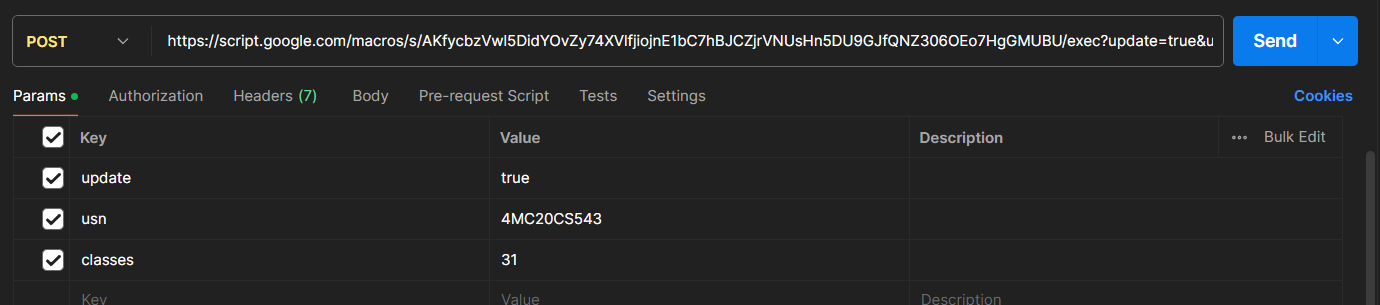 POST https://script.google.com/macros/s/AKfycbzVwl5DidYOvZy74XVlfjiojnE1bC7hBJCZjrVNUsHn5DU9GJfQNZ306OEo7HgGMUBU/exec?update=true&u Send
Params Authorization Headers (7) Body Pre-request Script Tests Settings Cookies
Key Value Description Bulk Edit
update true
usn 4MC20CS543
classes 31
Key Value Description